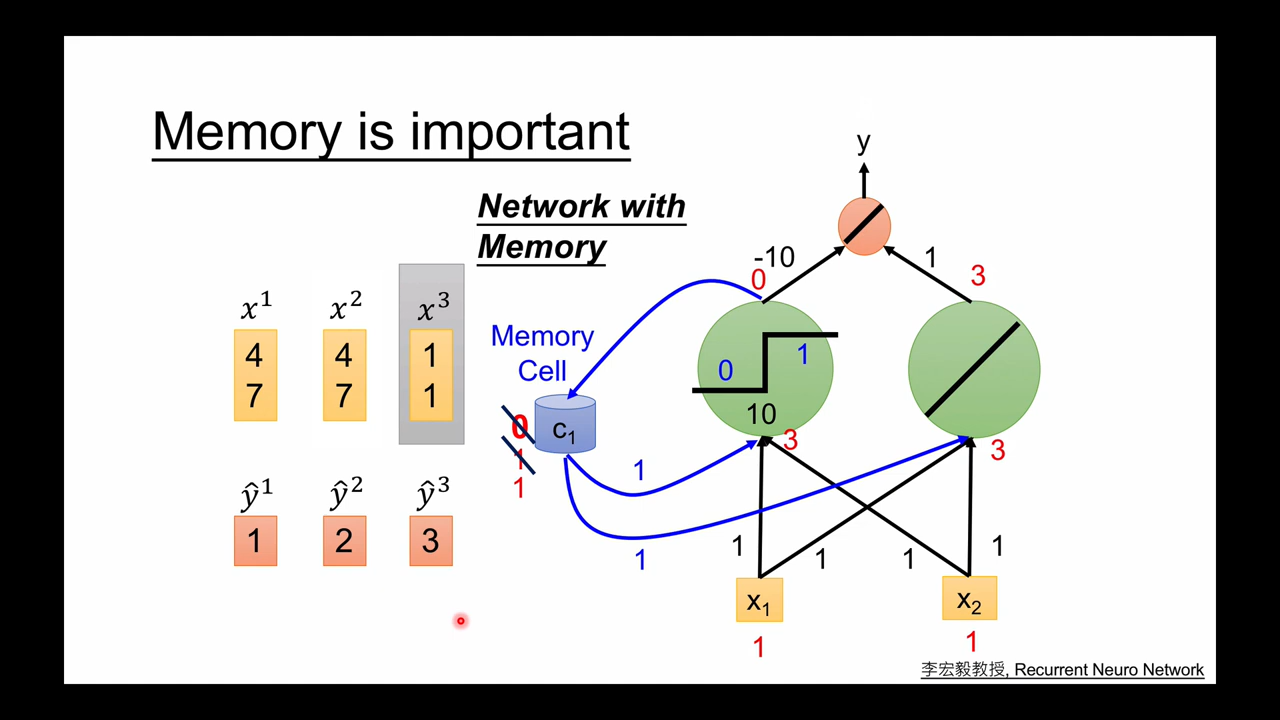 Memory is important
Network with
Memory
x¹ x² x³
4 4 1
7 7 1
ŷ¹ ŷ² ŷ³
1 2 3
Memory
Cell
c₁
0
1
1
y
-10
1
0
3
0
1
10
3
3
1
1
1
1
1
1
x₁
x₂
1
1
李宏毅教授, Recurrent Neuro Network